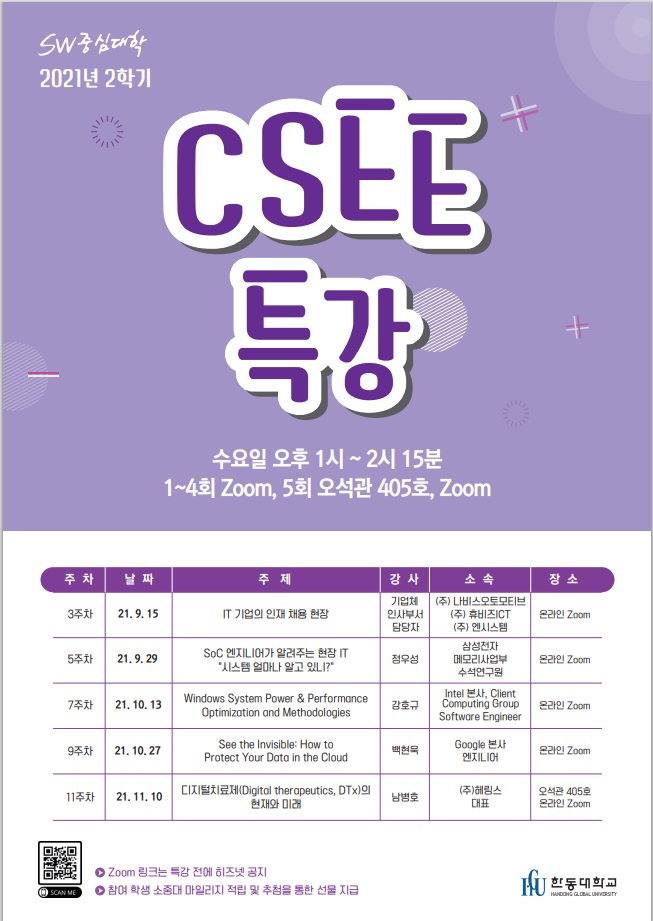 SW중심대학
2021년 2학기
CSEE
특강
수요일 오후 1시 ~ 2시 15분
1~4회 Zoom, 5회 오석관 405호, Zoom
주 차 날 짜 주 제 강 사 소 속 장 소
3주차 21. 9. 15 IT 기업의 인재 채용 현장 기업체 인사부서 담당자 (주) 나비스오토모티브 (주) 휴비즈ICT (주) 엔시스템 온라인 Zoom
5주차 21. 9. 29 SoC 엔지니어가 알려주는 현장 IT "시스템 얼마나 알고 있니?" 정우성 삼성전자 메모리사업부 수석연구원 온라인 Zoom
7주차 21. 10. 13 Windows System Power & Performance Optimization and Methodologies 강호규 Intel 본사, Client Computing Group Software Engineer 온라인 Zoom
9주차 21. 10. 27 See the Invisible: How to Protect Your Data in the Cloud 백현묵 Google 본사 엔지니어 온라인 Zoom
11주차 21. 11. 10 디지털치료제(Digital therapeutics, DTx)의 현재와 미래 남병호 (주)헤링스 대표 오석관 405호 온라인 Zoom
SCAN ME
Zoom 링크는 특강 전에 히즈넷 공지
참여 학생 소중대 마일리지 적립 및 추첨을 통한 선물 지급
HGU 한동대학교
HANDONG GLOBAL UNIVERSITY